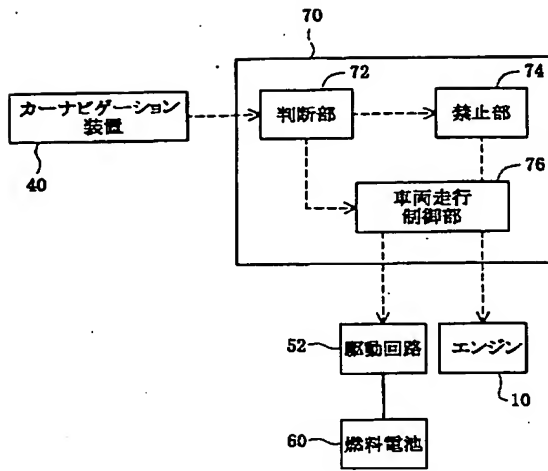 70
72
74
カーナビゲーション
装置
判断部
禁止部
40
76
車両走行
制御部
52
駆動回路
エンジン
10
60
燃料電池